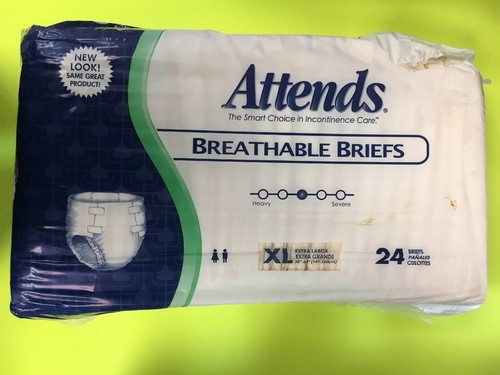 NEW
LOOK!
SAME GREAT
PRODUCT!
Attends®
The Smart Choice in Incontinence Care.™
BREATHABLE BRIEFS
Heavy
Severe
XL
EXTRA LARGE
EXTRA GRANDE
24
BRIEFS
PAÑALES
CULOTTES